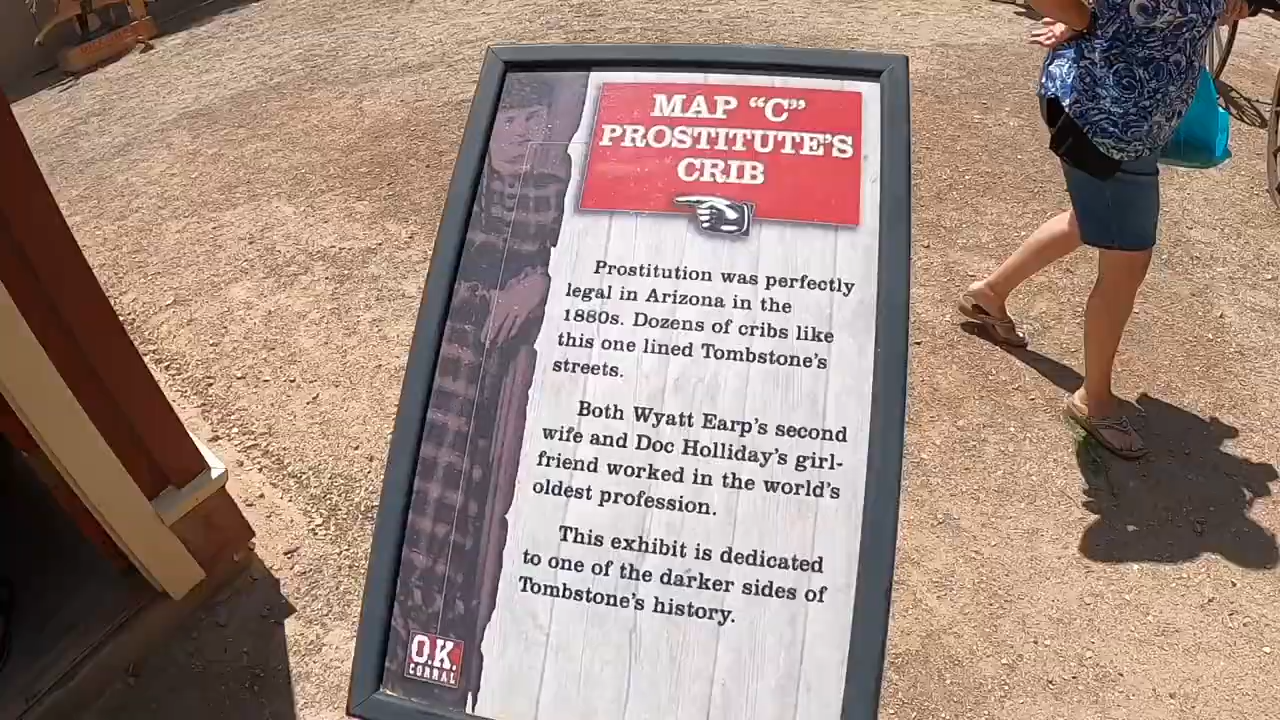 MAP “C”
PROSTITUTE’S
CRIB
Prostitution was perfectly
legal in Arizona in the
1880s. Dozens of cribs like
this one lined Tombstone’s
streets.
Both Wyatt Earp’s second
wife and Doc Holliday’s girl-
friend worked in the world’s
oldest profession.
This exhibit is dedicated
to one of the darker sides of
Tombstone’s history.
O.K.
CORRAL